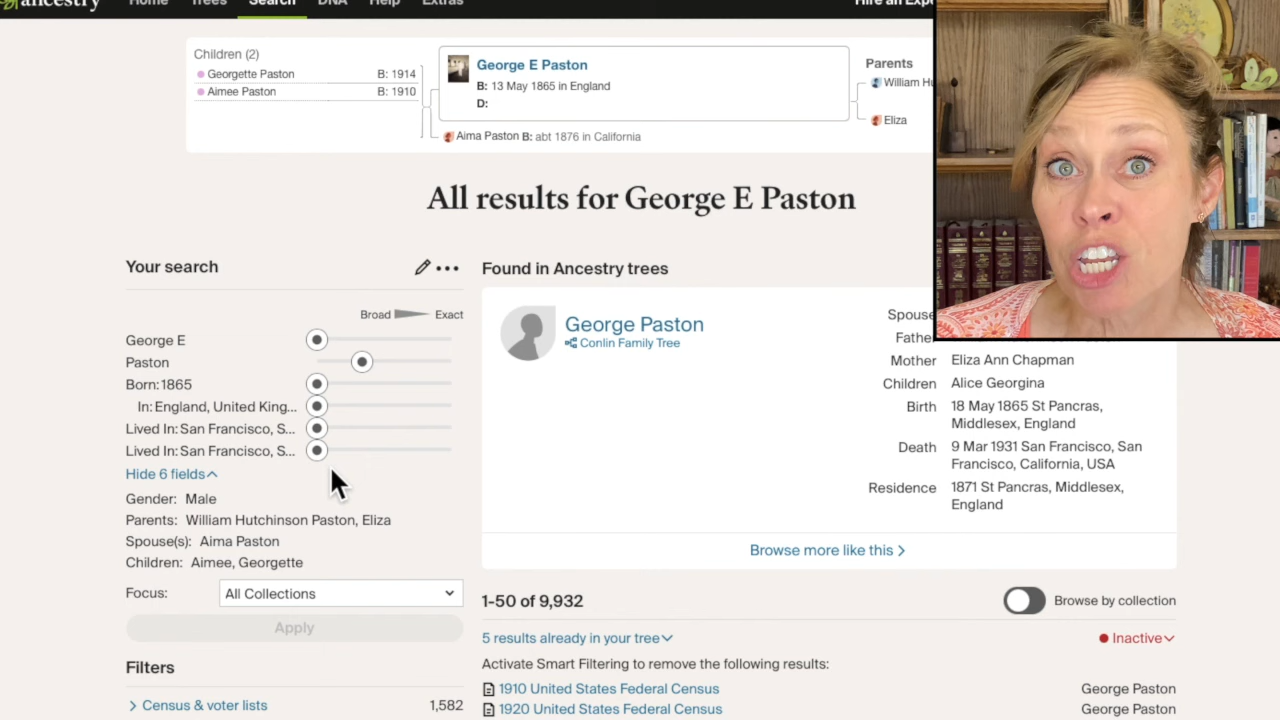 ancestry
Home Trees Search DNA Help Extras
Hire an Expe
Children (2)
Georgette Paston B: 1914
Aimee Paston B: 1910
George E Paston
B: 13 May 1865 in England
D:
Aima Paston B: abt 1876 in California
Parents
William Hu
Eliza
All results for George E Paston
Your search
Broad Exact
George E
Paston
Born: 1865
In: England, United King...
Lived In: San Francisco, S...
Lived In: San Francisco, S...
Hide 6 fields
Gender: Male
Parents: William Hutchinson Paston, Eliza
Spouse(s): Aima Paston
Children: Aimee, Georgette
Focus: All Collections
Apply
Filters
Census & voter lists 1,582
Found in Ancestry trees
George Paston
Conlin Family Tree
Spouse
Fathe
Mother Eliza Ann Chapman
Children Alice Georgina
Birth 18 May 1865 St Pancras,
Middlesex, England
Death 9 Mar 1931 San Francisco, San
Francisco, California, USA
Residence 1871 St Pancras, Middlesex,
England
Browse more like this
1-50 of 9,932
Browse by collection
5 results already in your tree
Inactive
Activate Smart Filtering to remove the following results:
1910 United States Federal Census George Paston
1920 United States Federal Census George Paston